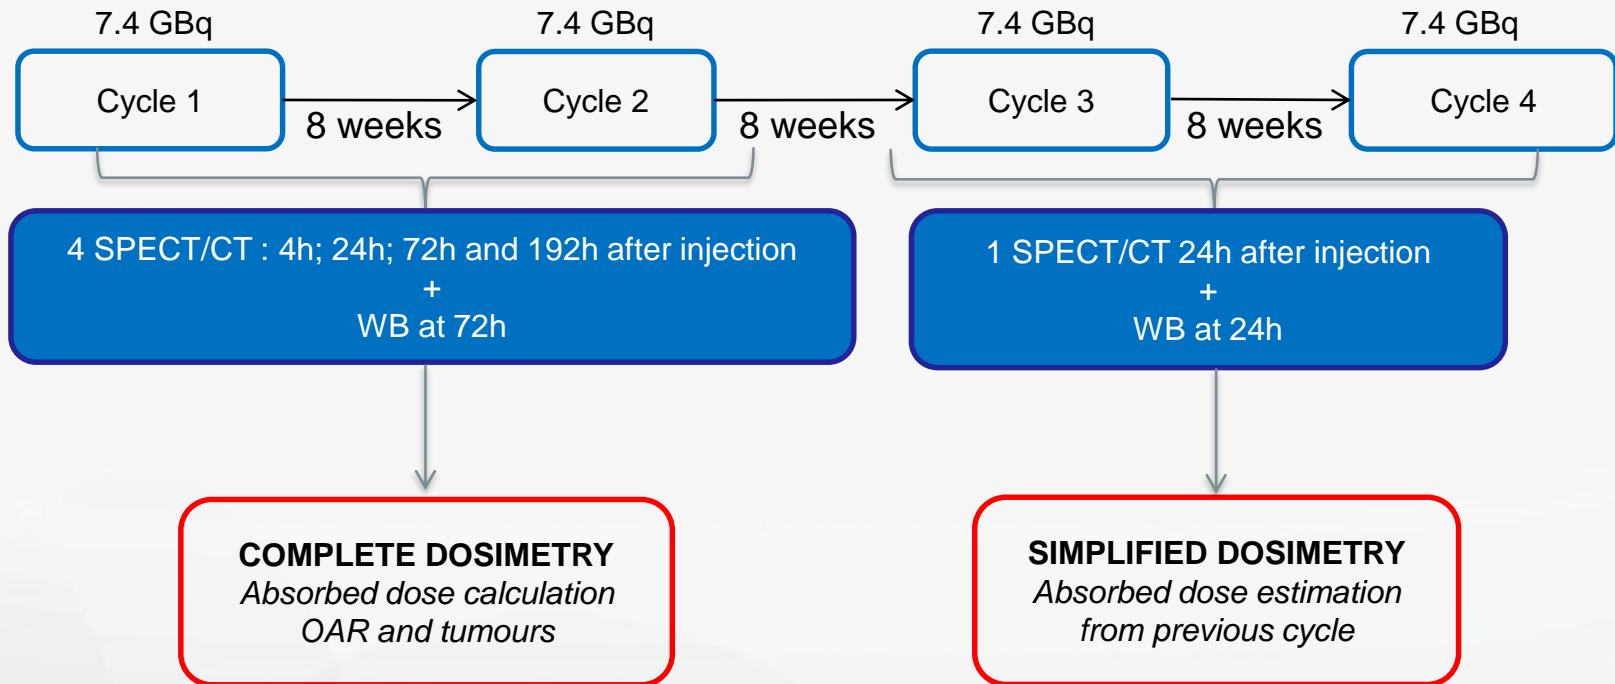 7.4 GBq
7.4 GBq
7.4 GBq
7.4 GBq
Cycle 1
Cycle 2
Cycle 3
Cycle 4
8 weeks
8 weeks
8 weeks
4 SPECT/CT : 4h; 24h; 72h and 192h after injection
+
WB at 72h
1 SPECT/CT 24h after injection
+
WB at 24h
COMPLETE DOSIMETRY
Absorbed dose calculation
OAR and tumours
SIMPLIFIED DOSIMETRY
Absorbed dose estimation
from previous cycle